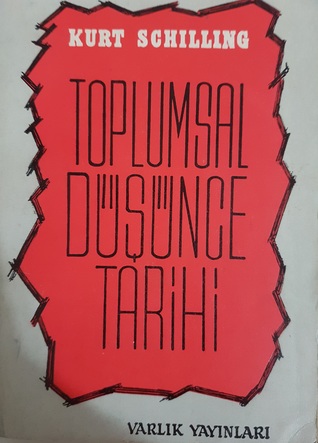 KURT SCHILLING
TOPLUMSAL
DÜŞÜNCE
TARİHİ
VARLIK YAYINLARI